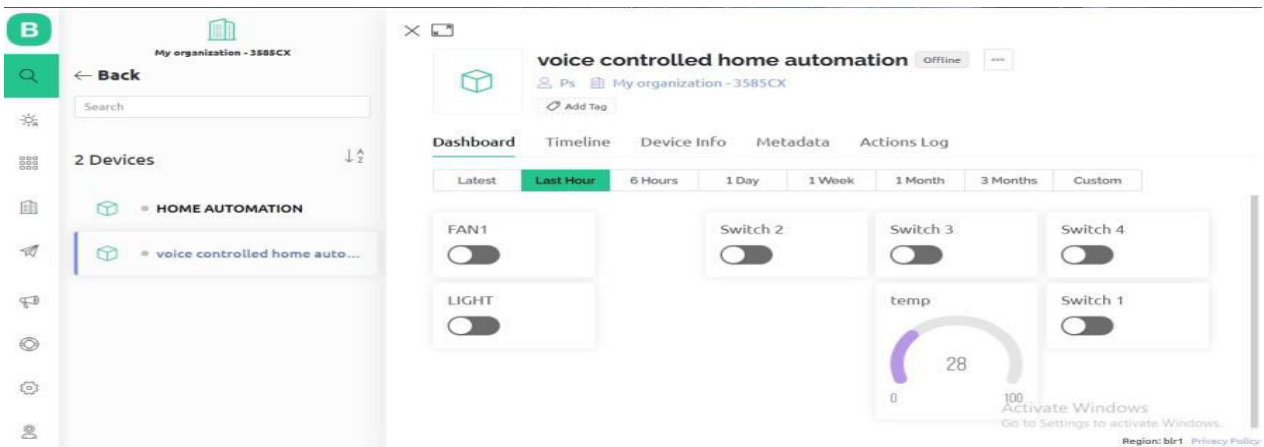 B
My organization - 3585CX
← Back
Search
2 Devices
A
Z
HOME AUTOMATION
voice controlled home auto...
voice controlled home automation
Offline
...
Ps My organization - 3585CX
Add Tag
Dashboard Timeline Device Info Metadata Actions Log
Latest Last Hour 6 Hours 1 Day 1 Week 1 Month 3 Months Custom
FAN1 Switch 2 Switch 3 Switch 4
LIGHT temp Switch 1
28
0 100
Activate Windows
Go to Settings to activate Windows.
Region: blr1 Privacy Policy